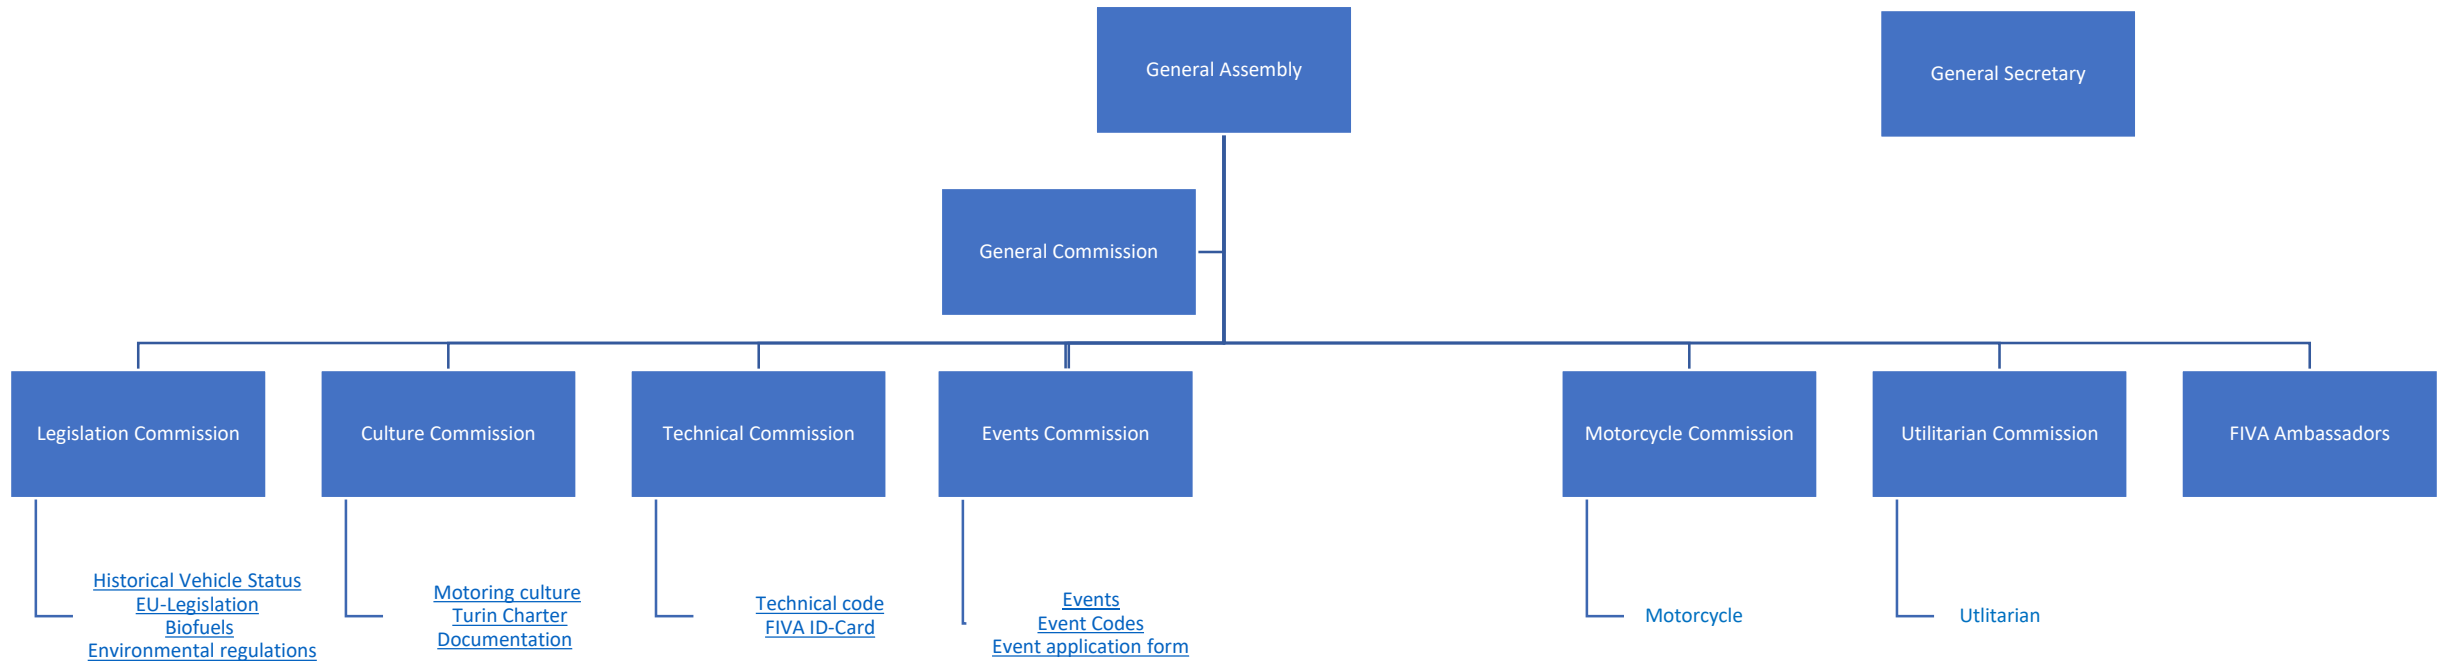 General Assembly
General Secretary
General Commission
Legislation Commission
Culture Commission
Technical Commission
Events Commission
Motorcycle Commission
Utilitarian Commission
FIVA Ambassadors
Historical Vehicle Status
EU-Legislation
Biofuels
Environmental regulations
Motoring culture
Turin Charter
Documentation
Technical code
FIVA ID-Card
Events
Event Codes
Event application form
Motorcycle
Utlitarian